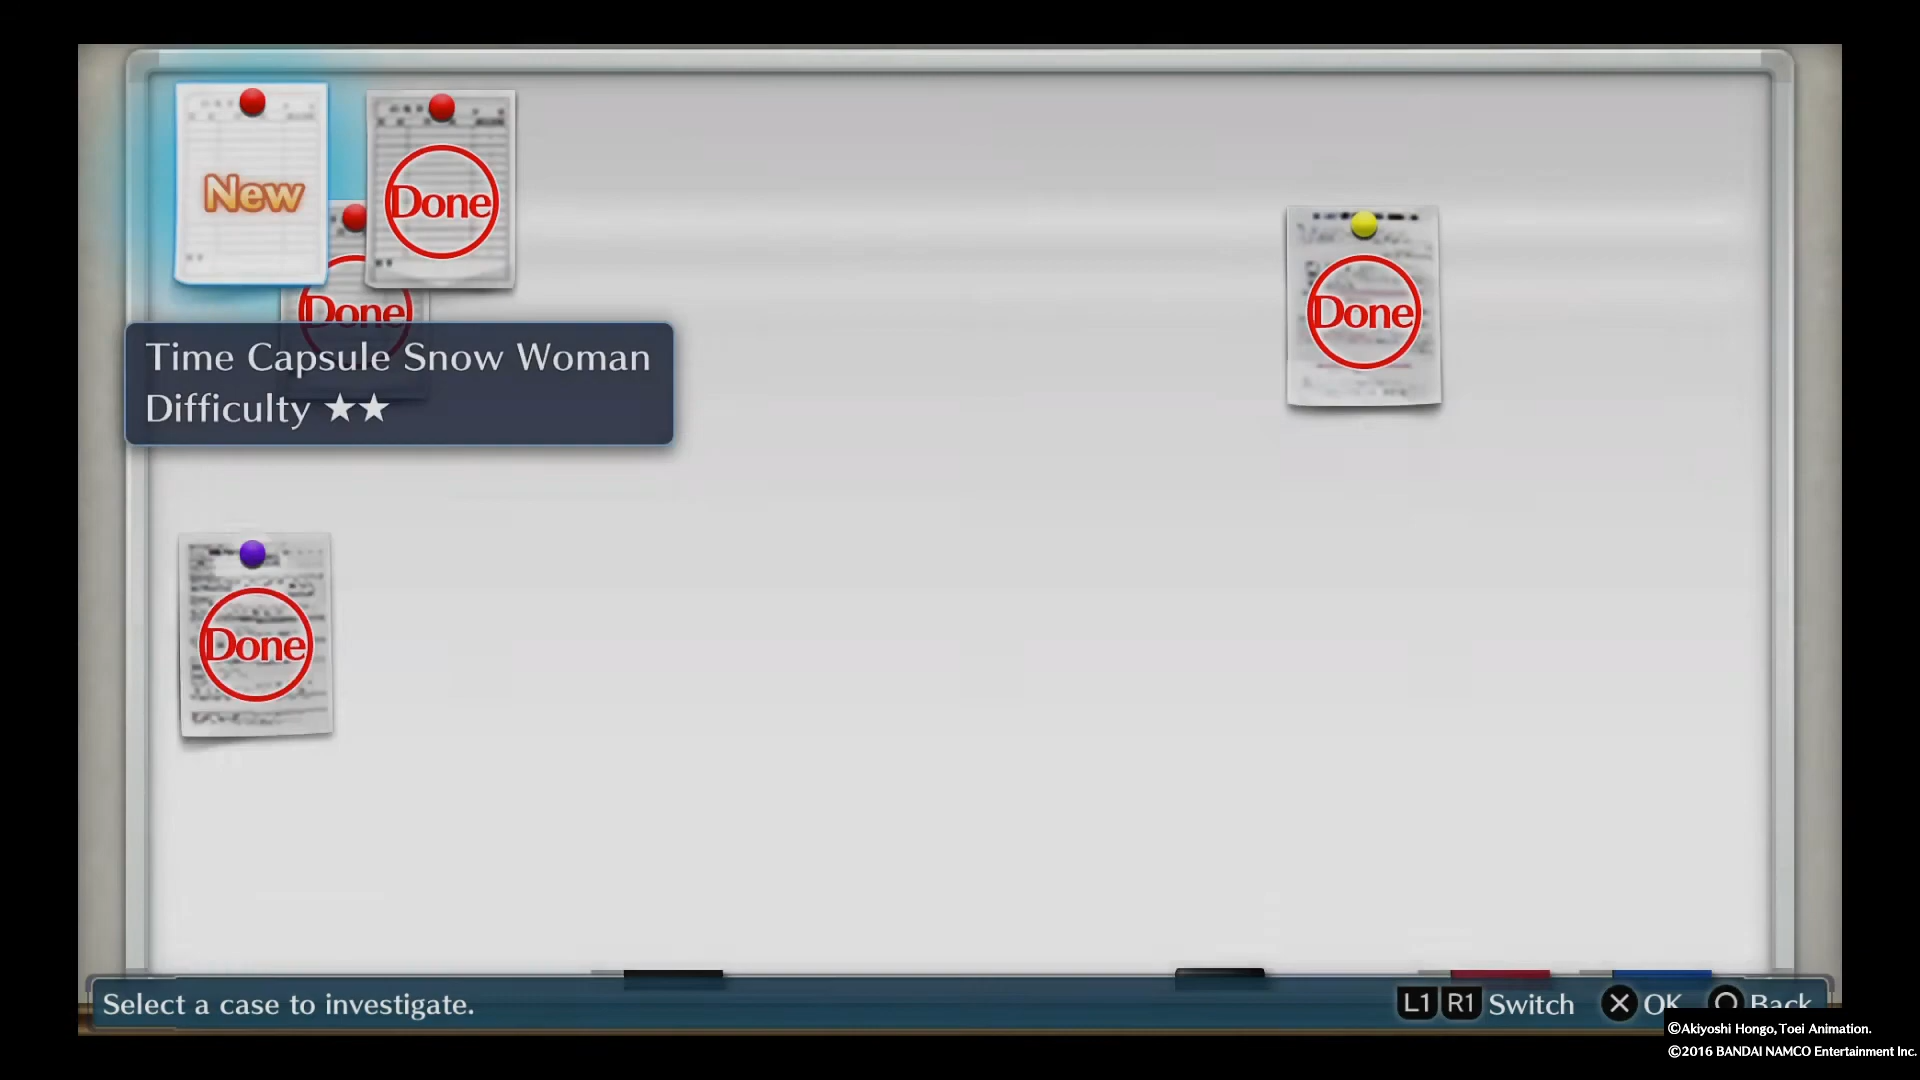 New
Done
Done
Done
Time Capsule Snow Woman
Difficulty ★★
Done
Select a case to investigate.
L1 R1 Switch
OK
Back
©Akiyoshi Hongo, Toei Animation.
©2016 BANDAI NAMCO Entertainment Inc.